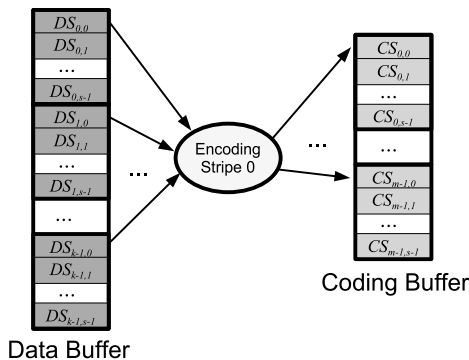 DS0,0
DS0,1
...
DS0,s-1
DS1,0
DS1,1
...
DS1,s-1
...
DSk-1,0
DSk-1,1
...
DSk-1,s-1
Data Buffer
...
Encoding
Stripe 0
...
CS0,0
CS0,1
...
CS0,s-1
...
CSm-1,0
CSm-1,1
...
CSm-1,s-1
Coding Buffer